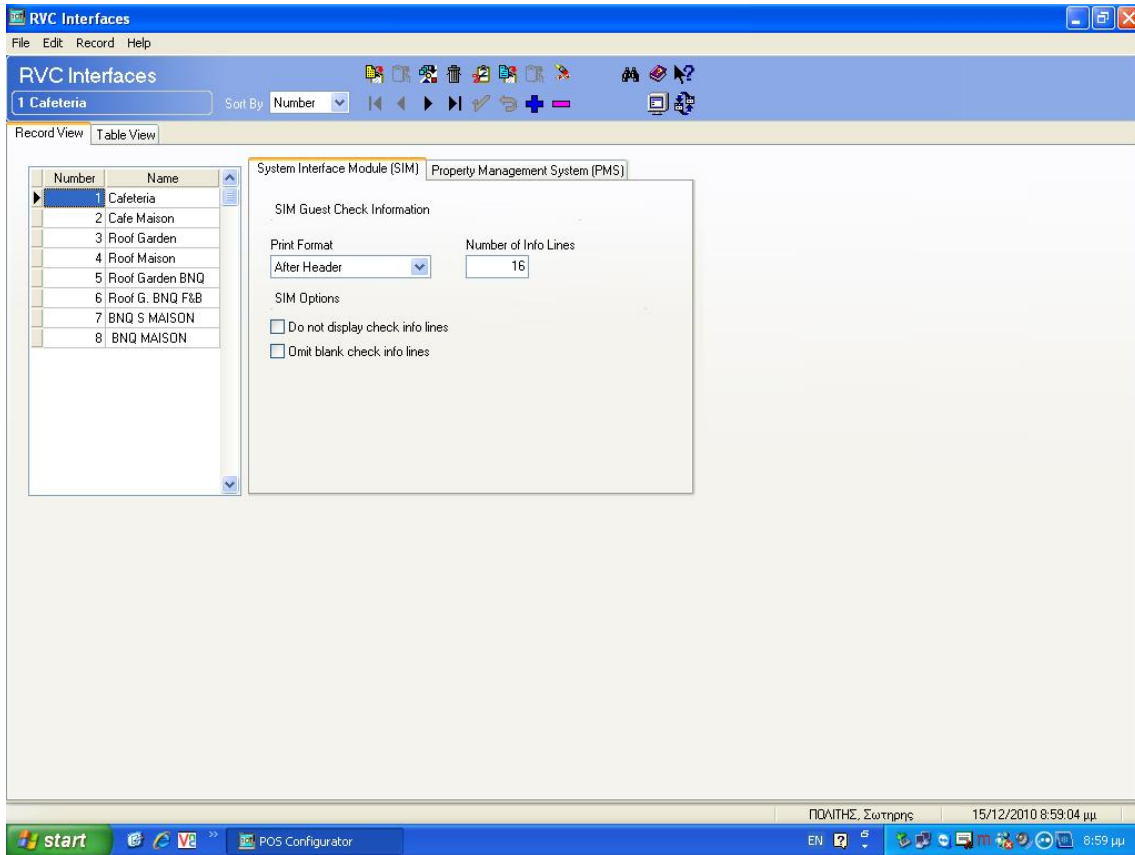 RVC Interfaces
File Edit Record Help
RVC Interfaces
1 Cafeteria
Sort By Number
Record View Table View
Number Name
1 Cafeteria
2 Cafe Maison
3 Roof Garden
4 Roof Maison
5 Roof Garden BNQ
6 Roof G. BNQ F&B
7 BNQ S MAISON
8 BNQ MAISON
System Interface Module (SIM) Property Management System (PMS)
SIM Guest Check Information
Print Format Number of Info Lines
After Header 16
SIM Options
Do not display check info lines
Omit blank check info lines
ΠΟΛΙΤΗΣ, Σωτηρης 15/12/2010 8:59:04 μμ
start POS Configurator EN 8:59 μμ